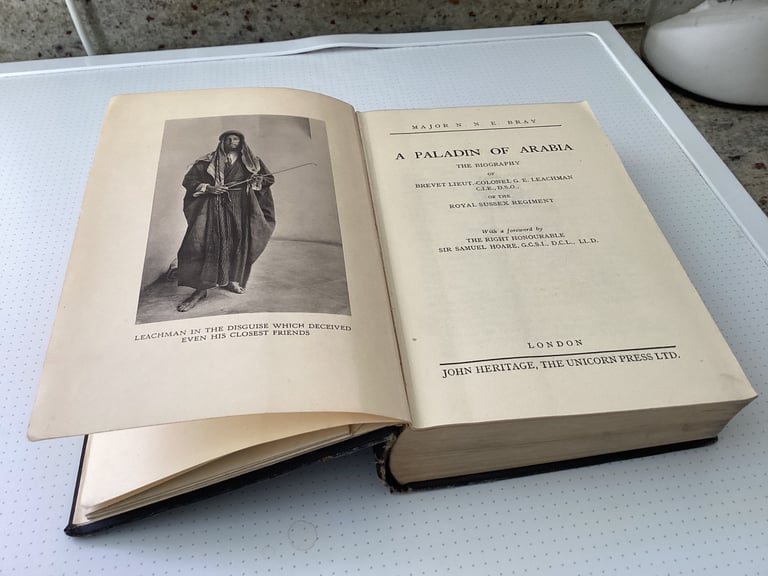 LEACHMAN IN THE DISGUISE WHICH DECEIVED
EVEN HIS CLOSEST FRIENDS
MAJOR N. N. E. BRAY
A PALADIN OF ARABIA
THE BIOGRAPHY
OF
BREVET LIEUT.-COLONEL G. E. LEACHMAN
C.I.E., D.S.O.,
OF THE
ROYAL SUSSEX REGIMENT
With a foreword by
THE RIGHT HONOURABLE
SIR SAMUEL HOARE, G.C.S.I., D.C.L., LL.D.
LONDON
JOHN HERITAGE, THE UNICORN PRESS LTD.